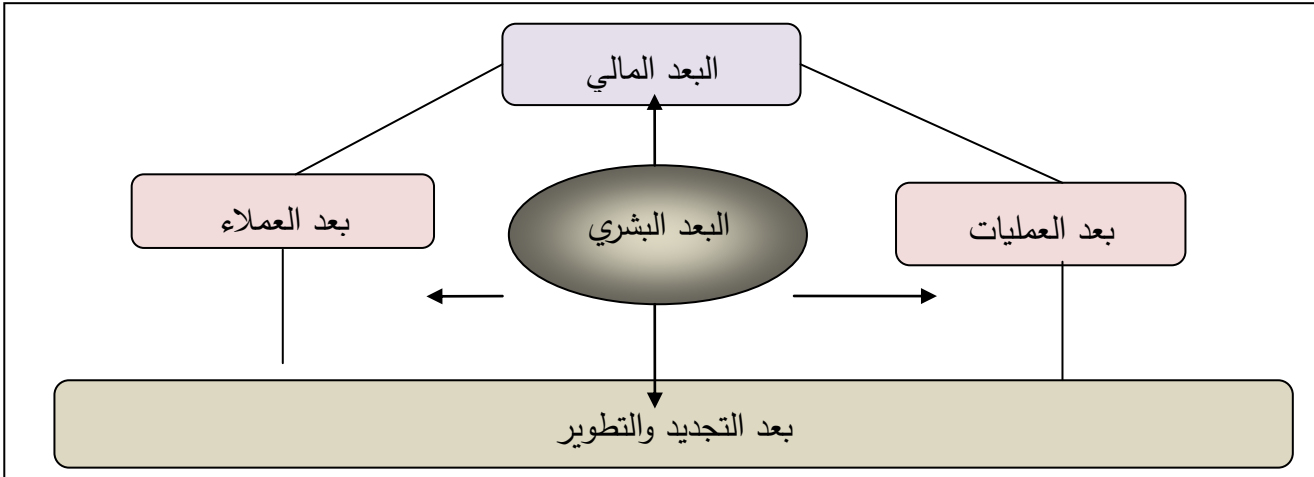 البعد المالي
بعد العملاء
البعد البشري
بعد العمليات
بعد التجديد والتطوير